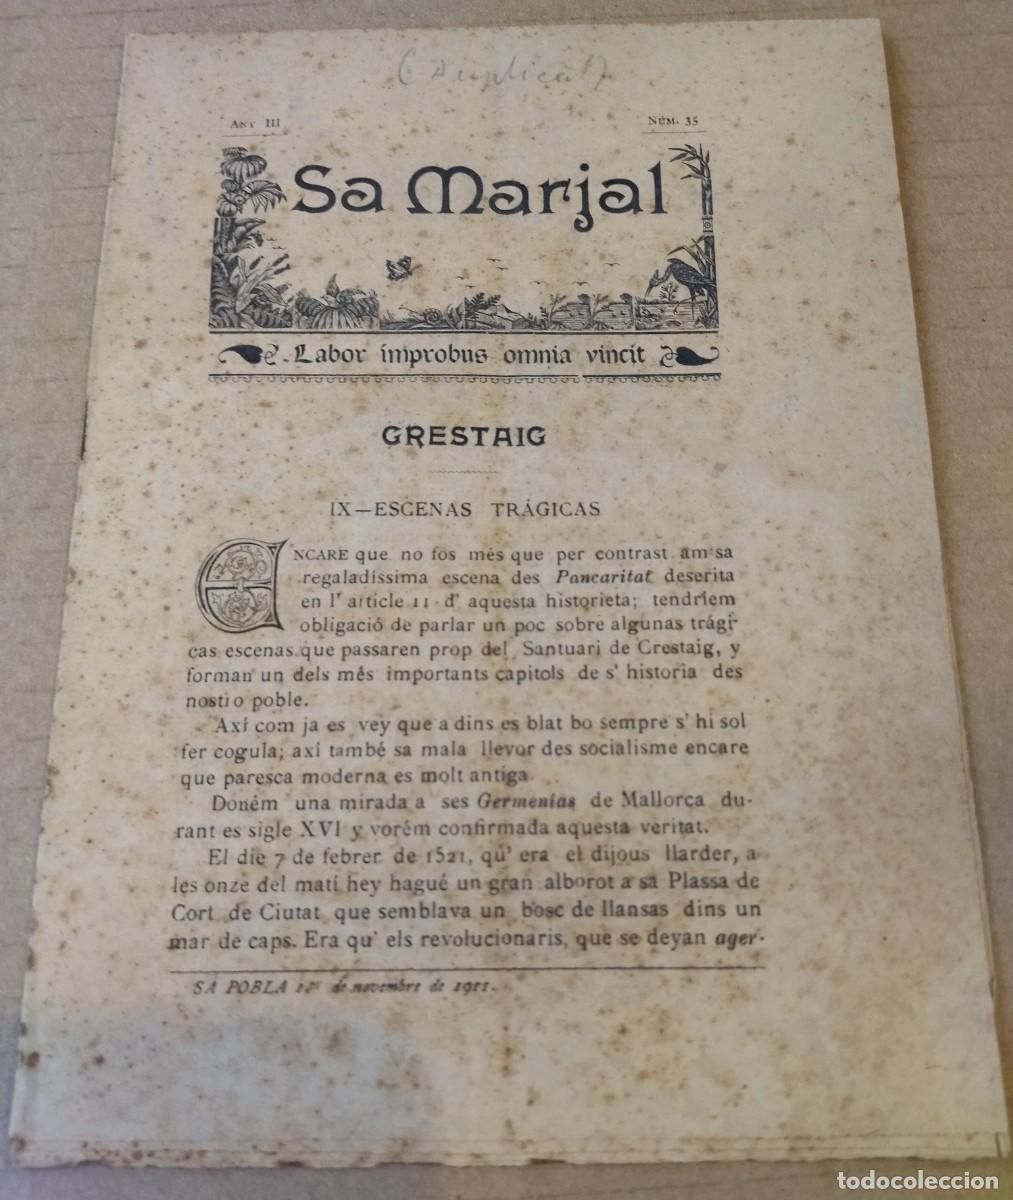 (Duplicat)
ANY III
NÚM. 35
Sa Marjal
Labor improbus omnia vincit
CRESTAIG
IX—ESCENAS TRÁGICAS
ENCARE que no fos més que per contrast am sa
regaladíssima escena des Pancaritat deserita
en l' article 11 d' aquesta historieta; tendríem
obligació de parlar un poc sobre algunas trági-
cas escenas que passaren prop del Santuari de Crestaig, y
forman un dels més importants capitols de s' historia des
nostro poble.
Axí com ja es vey que a dins es blat bo sempre s' hi sol
fer cogula; axí també sa mala llevor des socialisme encare
que paresca moderna es molt antiga.
Doném una mirada a ses Germenías de Mallorca du-
rant es sigle XVI y vorém confirmada aquesta veritat.
El die 7 de febrer de 1521, qu' era el dijous llarder, a
les onze del matí hey hagué un gran alborot a sa Plassa de
Cort de Ciutat que semblava un bosc de llansas dins un
mar de caps. Era qu' els revolucionaris, que se deyan ager-
SA POBLA 1r de novembre de 1911.
todocoleccion